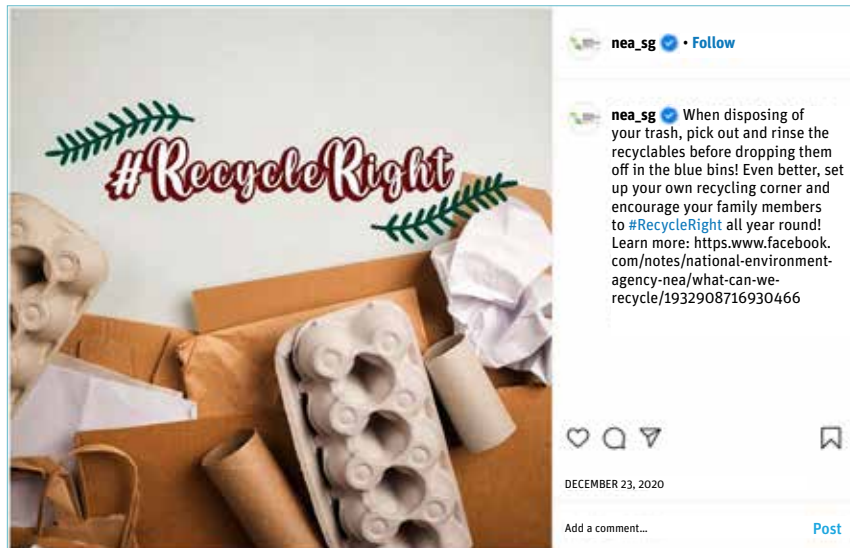 #RecycleRight
nea_sg • Follow
nea_sg When disposing of
your trash, pick out and rinse the
recyclables before dropping them
off in the blue bins! Even better, set
up your own recycling corner and
encourage your family members
to #RecycleRight all year round!
Learn more: https.www.facebook.
com/notes/national-environment-
agency-nea/what-can-we-
recycle/1932908716930466
DECEMBER 23, 2020
Add a comment... Post